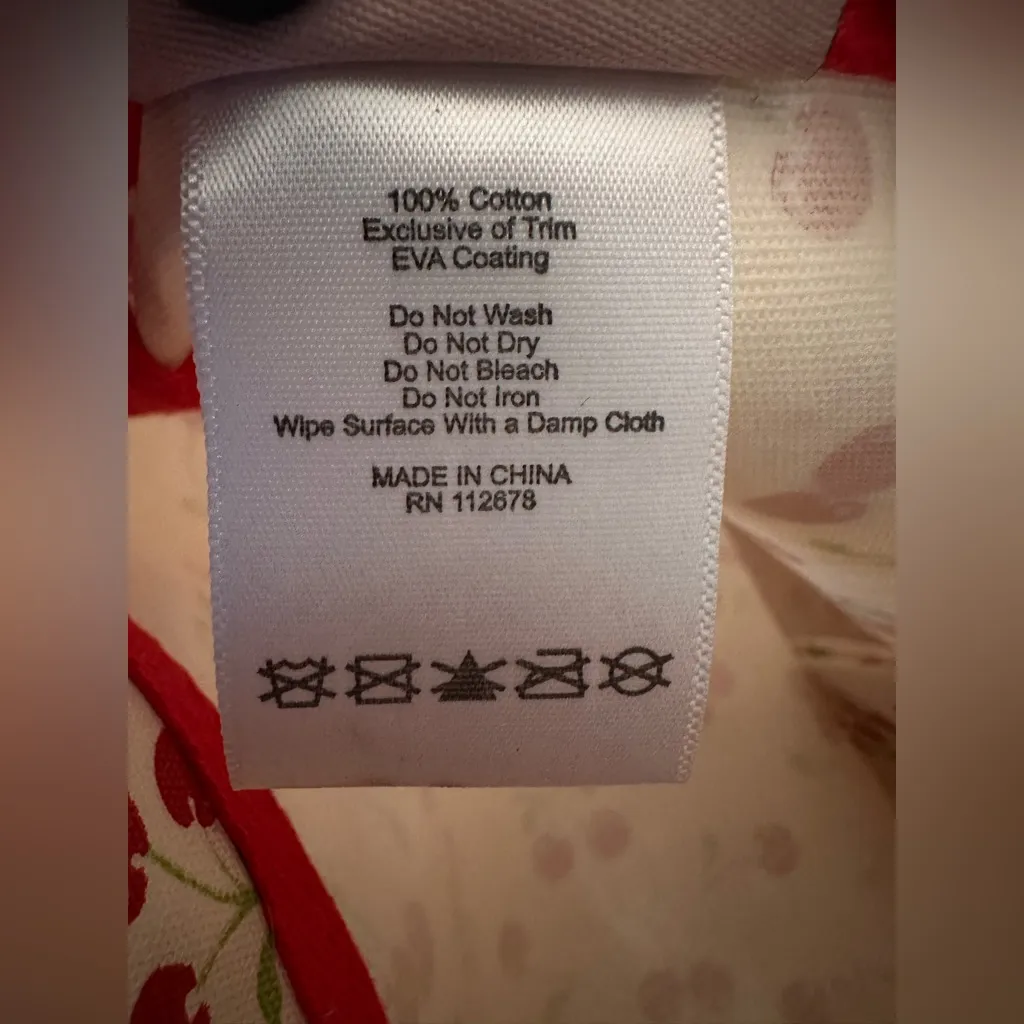 100% Cotton
Exclusive of Trim
EVA Coating
Do Not Wash
Do Not Dry
Do Not Bleach
Do Not Iron
Wipe Surface With a Damp Cloth
MADE IN CHINA
RN 112678